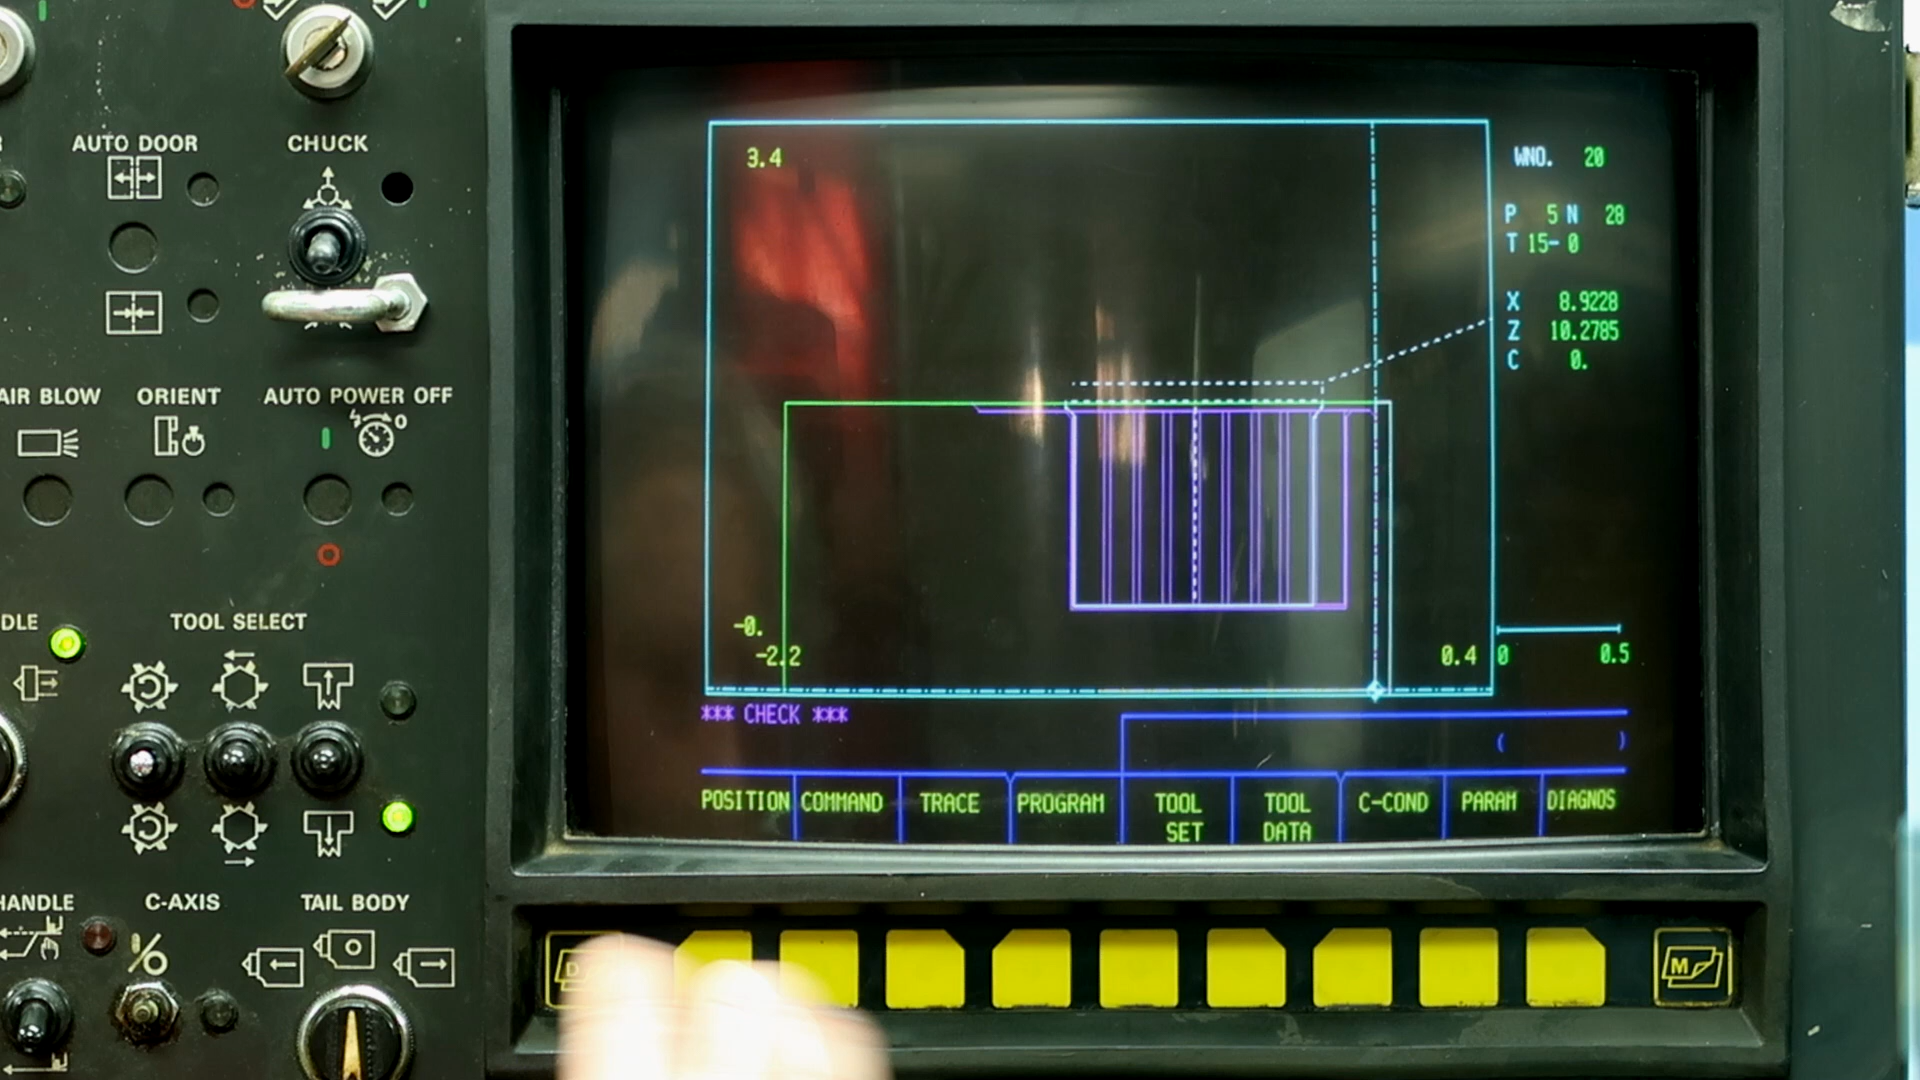 AUTO DOOR
CHUCK
AIR BLOW
ORIENT
AUTO POWER OFF
0
DLE
TOOL SELECT
HANDLE
C-AXIS
TAIL BODY
3.4
-0.
-2.2
0.4
0
0.5
WNO. 20
P 5 N 28
T 15- 0
X 8.9228
Z 10.2785
C 0.
*** CHECK ***
( )
POSITION
COMMAND
TRACE
PROGRAM
TOOL SET
TOOL DATA
C-COND
PARAM
DIAGNOS
D
M